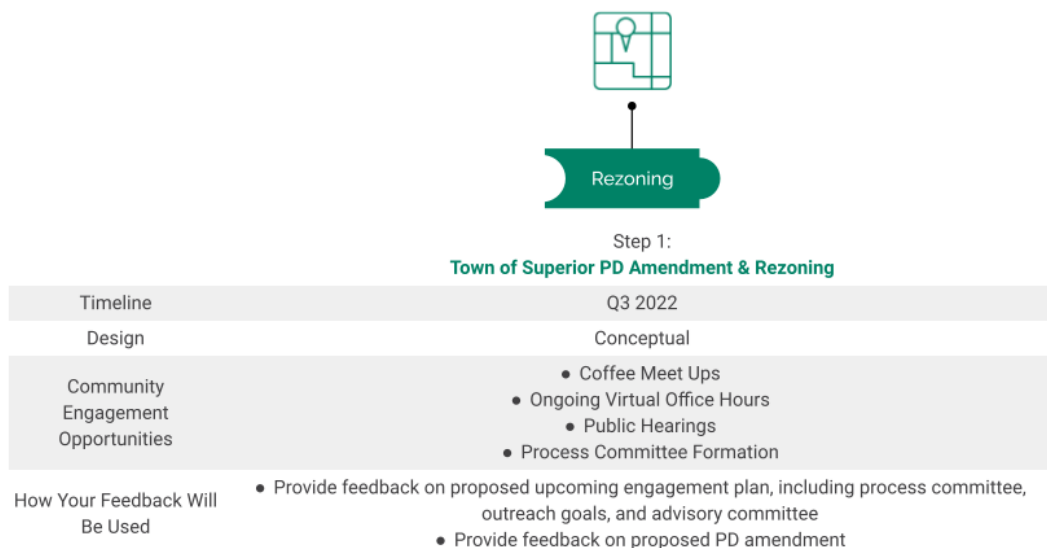 Rezoning
Step 1:
Town of Superior PD Amendment & Rezoning
Timeline
Q3 2022
Design
Conceptual
Community
Engagement
Opportunities
● Coffee Meet Ups
● Ongoing Virtual Office Hours
● Public Hearings
● Process Committee Formation
How Your Feedback Will
Be Used
● Provide feedback on proposed upcoming engagement plan, including process committee,
outreach goals, and advisory committee
● Provide feedback on proposed PD amendment